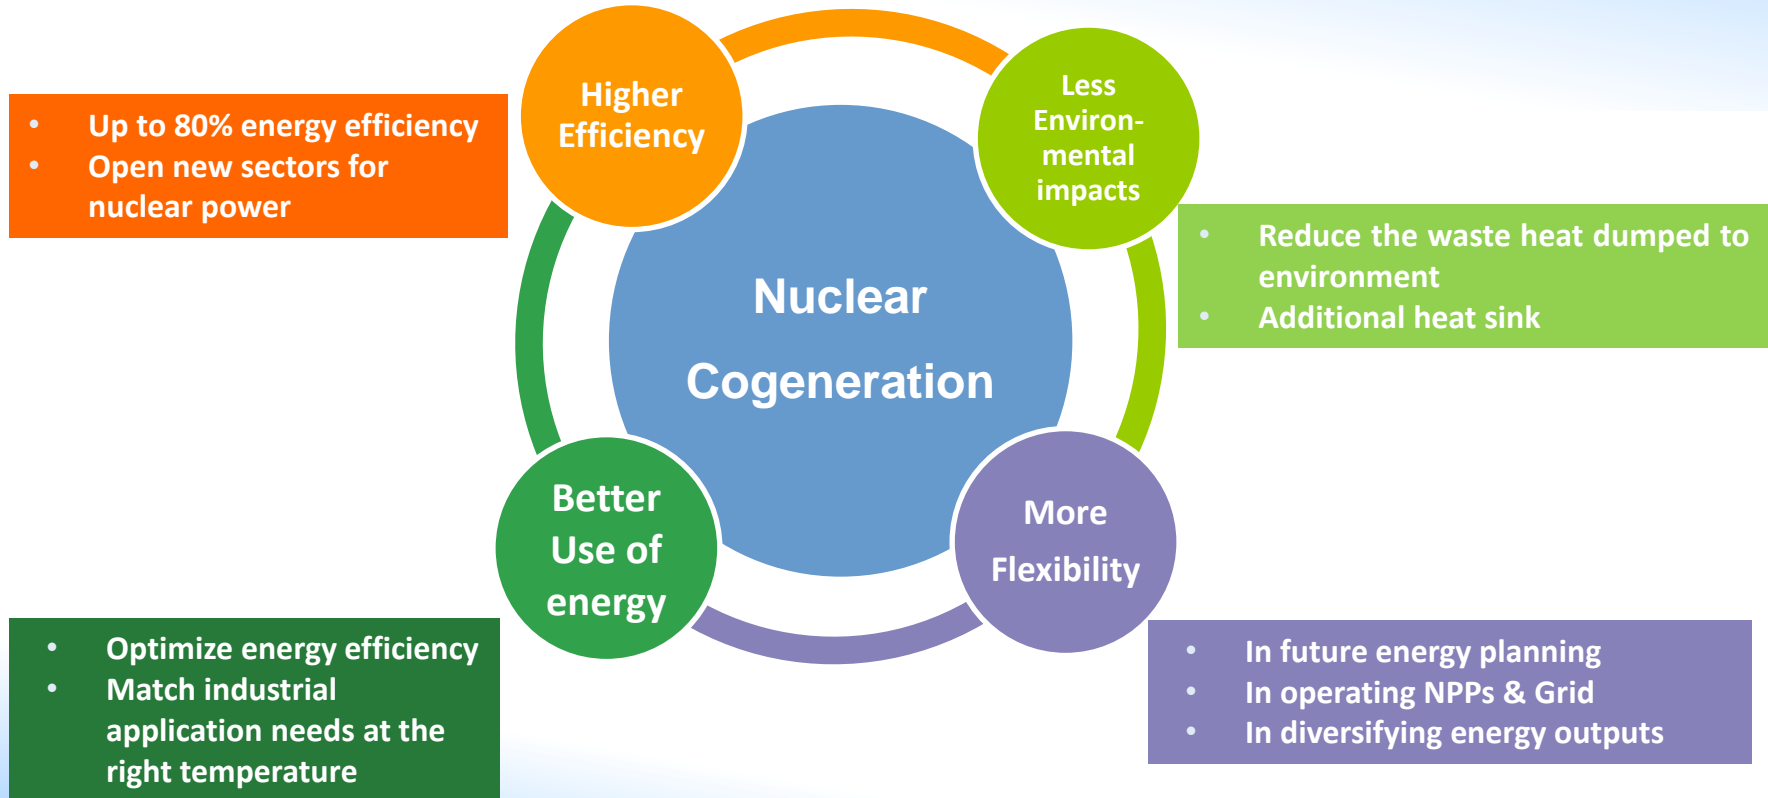 Higher
Efficiency
Less
Environ-
mental
impacts
• Up to 80% energy efficiency
• Open new sectors for
nuclear power
• Reduce the waste heat dumped to
environment
• Additional heat sink
Nuclear
Cogeneration
Better
Use of
energy
More
Flexibility
• Optimize energy efficiency
• Match industrial
application needs at the
right temperature
• In future energy planning
• In operating NPPs & Grid
• In diversifying energy outputs